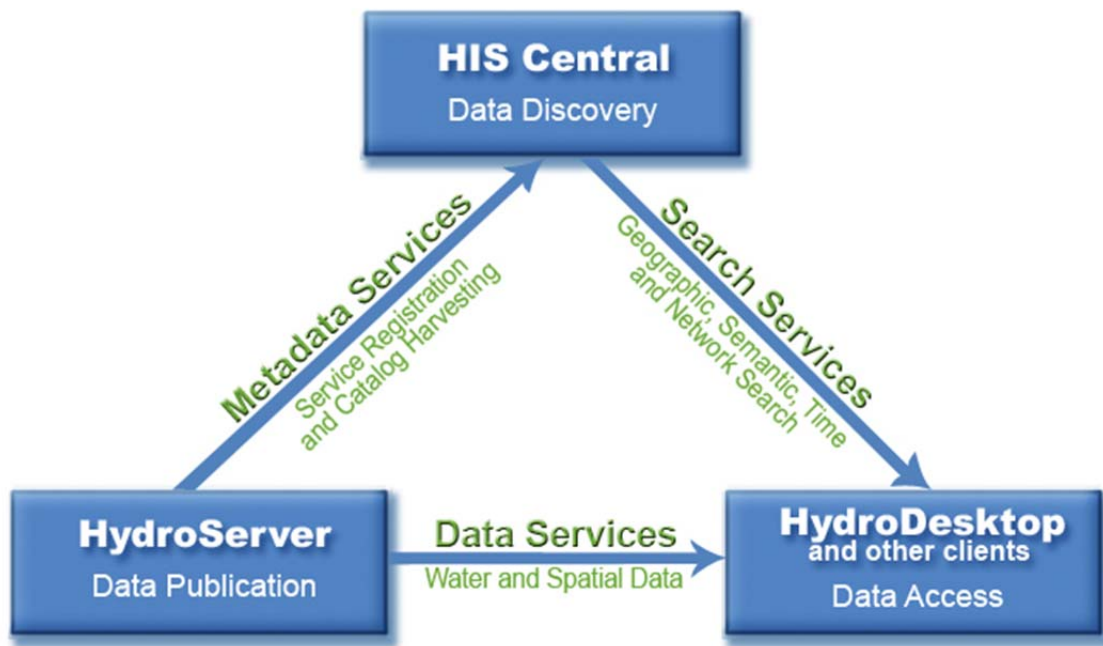 HIS Central
Data Discovery
Metadata Services
Service Registration
and Catalog Harvesting
Search Services
Geographic, Semantic, Time
and Network Search
HydroServer
Data Publication
Data Services
Water and Spatial Data
HydroDesktop
and other clients
Data Access